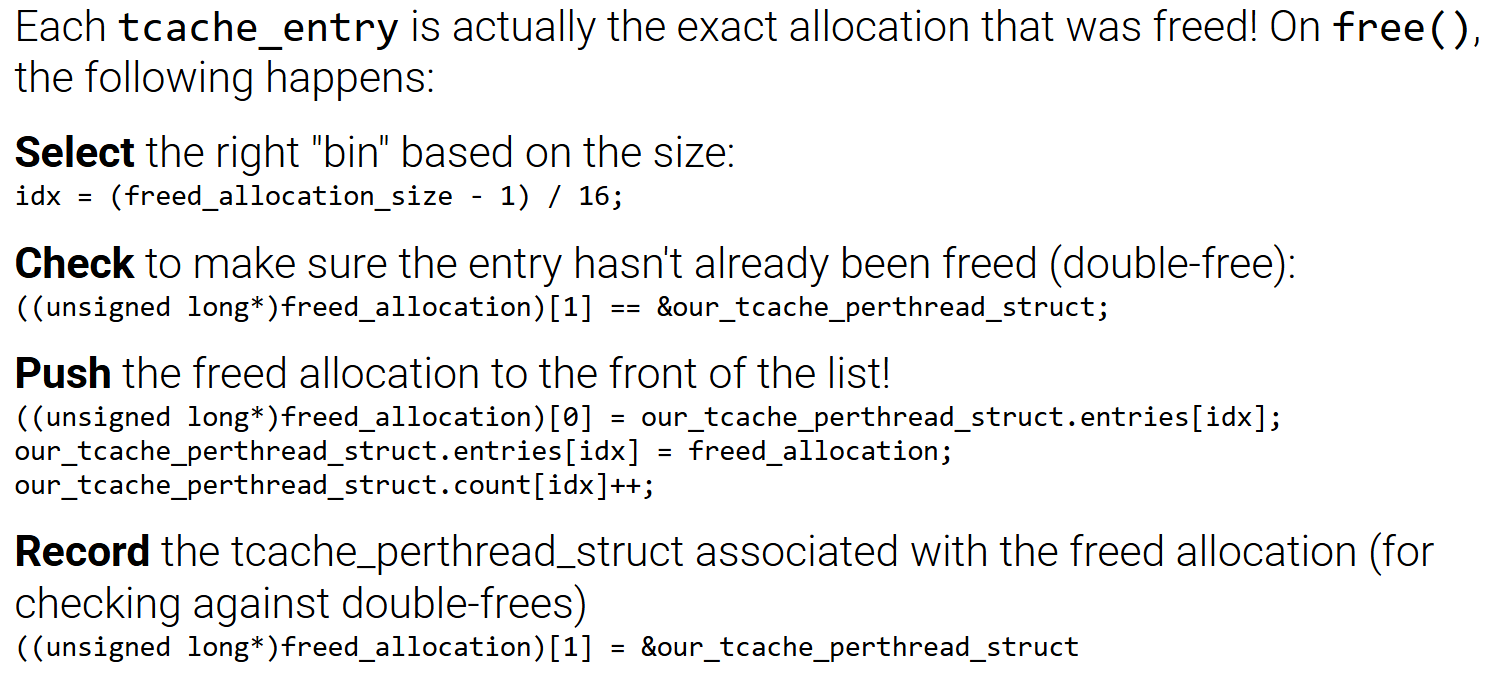 Each tcache_entry is actually the exact allocation that was freed! On free(),
the following happens:
Select the right "bin" based on the size:
idx = (freed_allocation_size - 1) / 16;
Check to make sure the entry hasn't already been freed (double-free):
((unsigned long*)freed_allocation)[1] == &our_tcache_perthread_struct;
Push the freed allocation to the front of the list!
((unsigned long*)freed_allocation)[0] = our_tcache_perthread_struct.entries[idx];
our_tcache_perthread_struct.entries[idx] = freed_allocation;
our_tcache_perthread_struct.count[idx]++;
Record the tcache_perthread_struct associated with the freed allocation (for
checking against double-frees)
((unsigned long*)freed_allocation)[1] = &our_tcache_perthread_struct